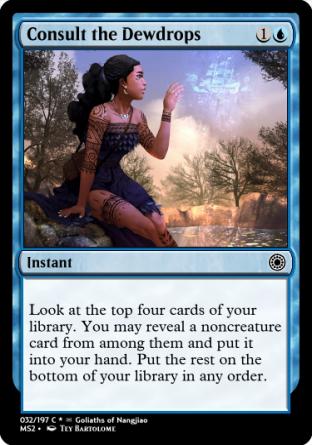 Consult the Dewdrops 1
Instant
Look at the top four cards of your
library. You may reveal a noncreature
card from among them and put it
into your hand. Put the rest on the
bottom of your library in any order.
032/197 C * ≈ Goliaths of Nangjiao
MS2 • Tey Bartolome